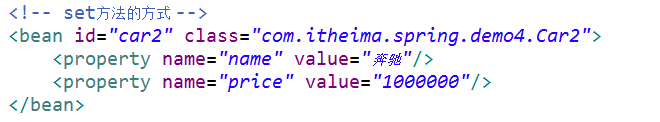 <!-- set方法的方式 -->
<bean id="car2" class="com.itheima.spring.demo4.Car2">
    <property name="name" value="奔驰"/>
    <property name="price" value="1000000"/>
</bean>